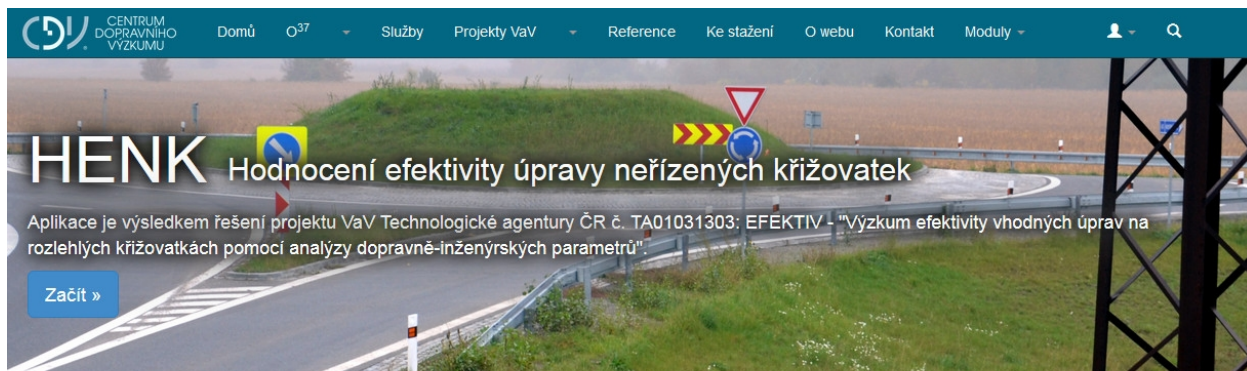 CENTRUM
DOPRAVNÍHO
VÝZKUMU
Domů O37 Služby Projekty VaV Reference Ke stažení O webu Kontakt Moduly
HENK Hodnocení efektivity úpravy neřízených křižovatek
Aplikace je výsledkem řešení projektu VaV Technologické agentury ČR č. TA01031303: EFEKTIV - "Výzkum efektivity vhodných úprav na
rozlehlých křižovatkách pomocí analýzy dopravně-inženýrských parametrů".
Začít »